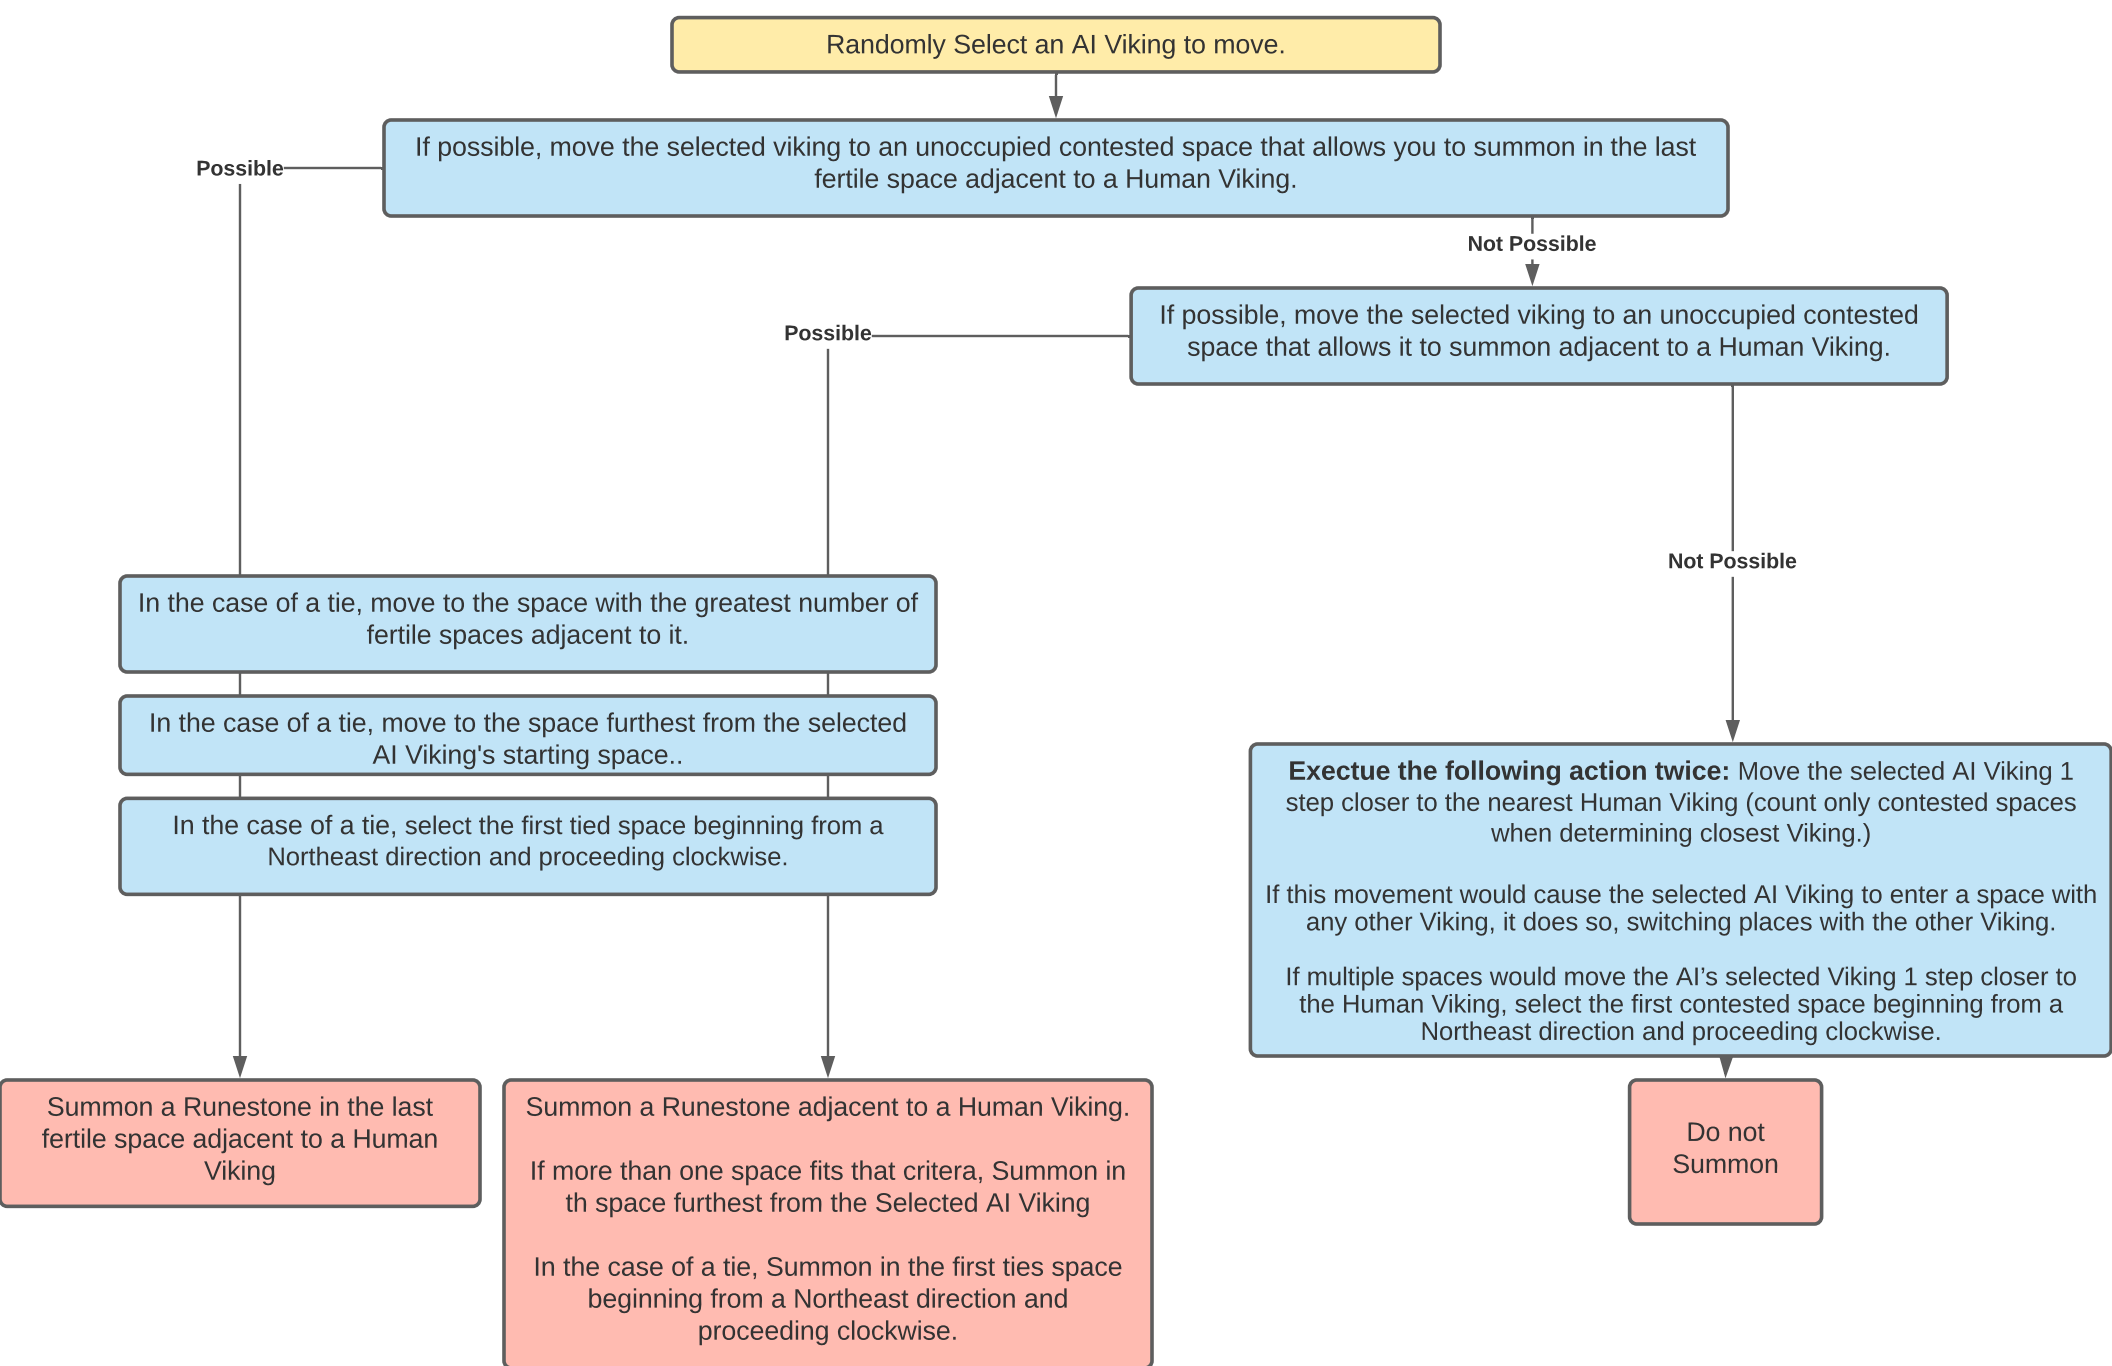 Randomly Select an AI Viking to move.
If possible, move the selected viking to an unoccupied contested space that allows you to summon in the last
fertile space adjacent to a Human Viking.
Possible
Not Possible
If possible, move the selected viking to an unoccupied contested
space that allows it to summon adjacent to a Human Viking.
Possible
Not Possible
In the case of a tie, move to the space with the greatest number of
fertile spaces adjacent to it.
In the case of a tie, move to the space furthest from the selected
AI Viking's starting space..
In the case of a tie, select the first tied space beginning from a
Northeast direction and proceeding clockwise.
Exectue the following action twice: Move the selected AI Viking 1
step closer to the nearest Human Viking (count only contested spaces
when determining closest Viking.)
If this movement would cause the selected AI Viking to enter a space with
any other Viking, it does so, switching places with the other Viking.
If multiple spaces would move the AI’s selected Viking 1 step closer to
the Human Viking, select the first contested space beginning from a
Northeast direction and proceeding clockwise.
Summon a Runestone in the last
fertile space adjacent to a Human
Viking
Summon a Runestone adjacent to a Human Viking.
If more than one space fits that critera, Summon in
th space furthest from the Selected AI Viking
In the case of a tie, Summon in the first ties space
beginning from a Northeast direction and
proceeding clockwise.
Do not
Summon